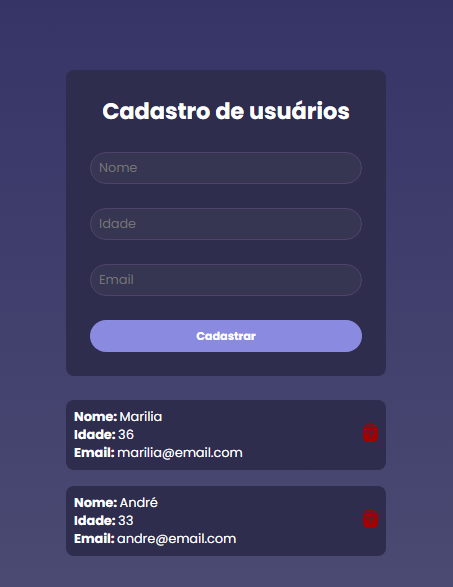 Cadastro de usuários
Nome
Idade
Email
Cadastrar
Nome: Marilia
Idade: 36
Email: marilia@email.com
Nome: André
Idade: 33
Email: andre@email.com